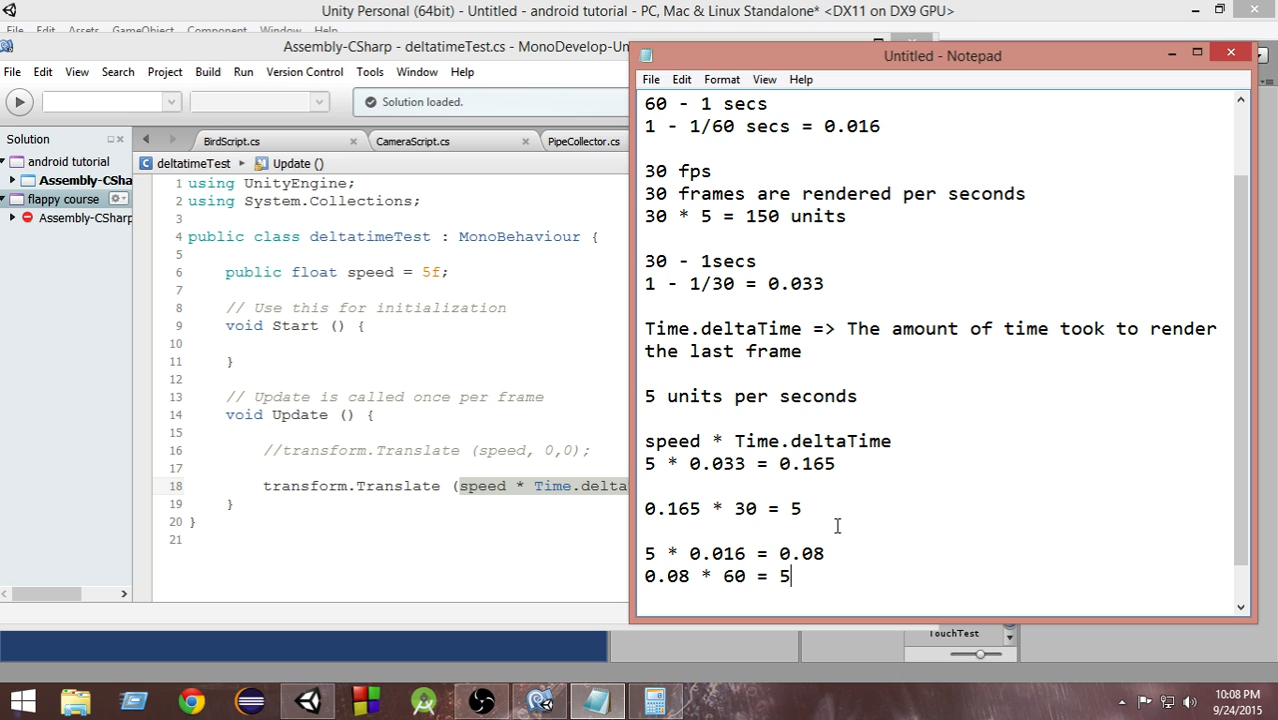 Unity Personal (64bit) - Untitled - android tutorial - PC, Mac & Linux Standalone* <DX11 on DX9 GPU>
File Edit Assets GameObject Component Window Help
Assembly-CSharp - deltatimeTest.cs - MonoDevelop-Un
File Edit View Search Project Build Run Version Control Tools Window Help
Solution loaded.
Solution
BirdScript.cs
CameraScript.cs
PipeCollector.cs
android tutorial
Assembly-CSha
flappy course
Assembly-CSharp
deltatimeTest
Update ()
1 using UnityEngine;
2 using System.Collections;
3
4 public class deltatimeTest : MonoBehaviour {
5
6 public float speed = 5f;
7
8 // Use this for initialization
9 void Start () {
10
11 }
12
13 // Update is called once per frame
14 void Update () {
15
16 //transform.Translate (speed, 0,0);
17
18 transform.Translate (speed * Time.delta
19 }
20 }
21
Untitled - Notepad
File Edit Format View Help
60 - 1 secs
1 - 1/60 secs = 0.016
30 fps
30 frames are rendered per seconds
30 * 5 = 150 units
30 - 1secs
1 - 1/30 = 0.033
Time.deltaTime => The amount of time took to render
the last frame
5 units per seconds
speed * Time.deltaTime
5 * 0.033 = 0.165
0.165 * 30 = 5
5 * 0.016 = 0.08
0.08 * 60 = 5
TouchTest
10:08 PM
9/24/2015